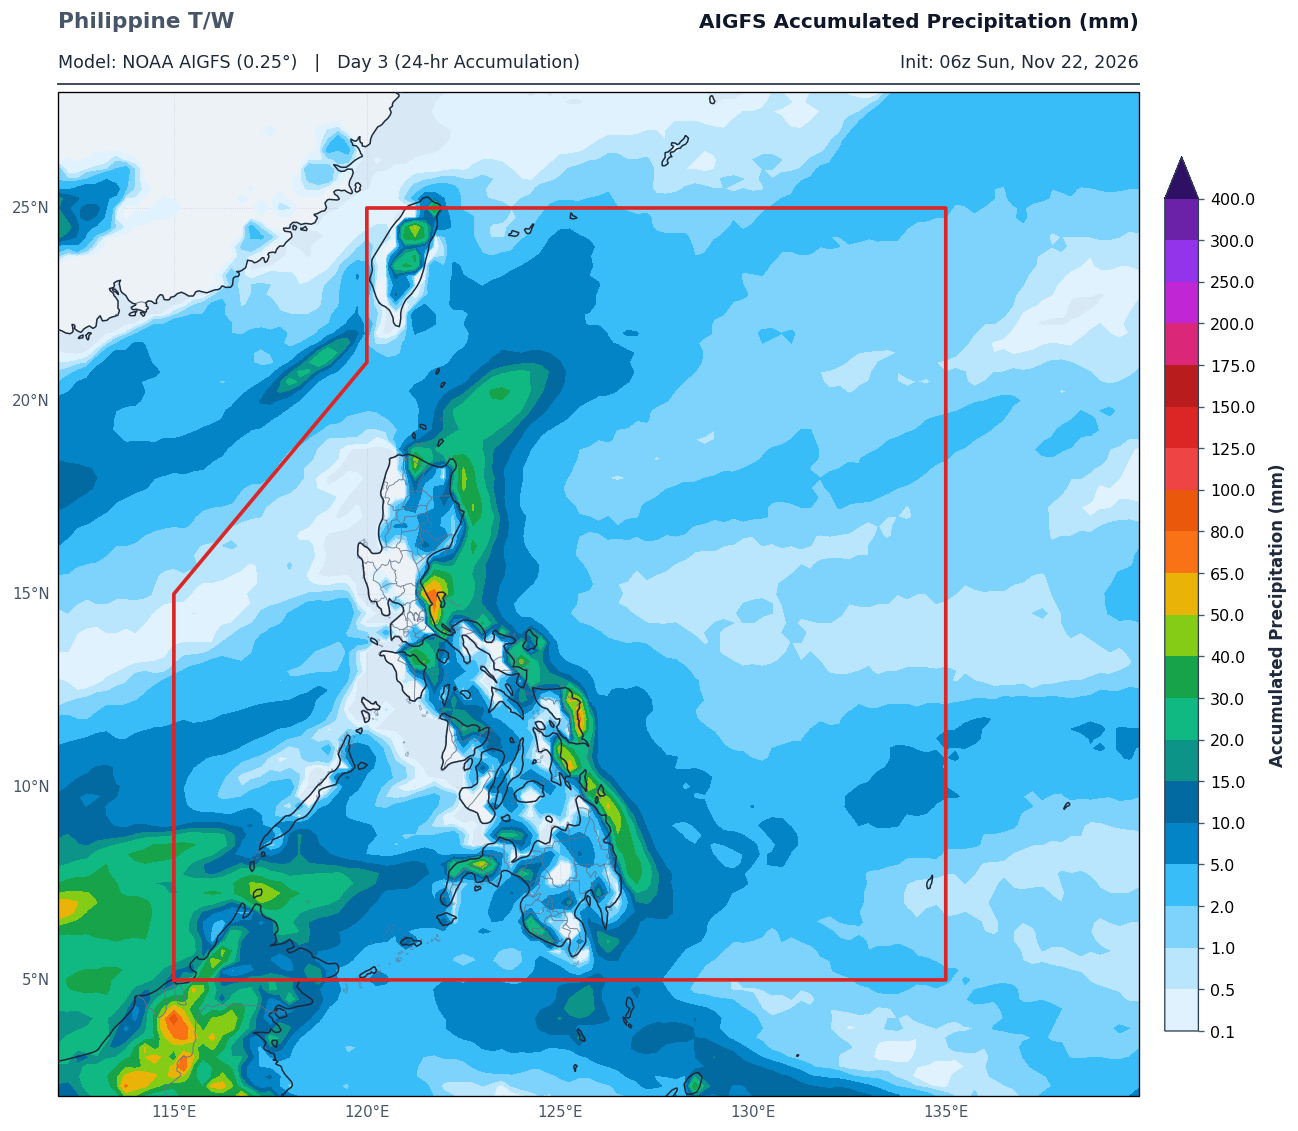 Philippine T/W
AIGFS Accumulated Precipitation (mm)
Model: NOAA AIGFS (0.25°)   |   Day 3 (24-hr Accumulation)
Init: 06z Sun, Nov 22, 2026
25°N
20°N
15°N
10°N
5°N
115°E
120°E
125°E
130°E
135°E
400.0
300.0
250.0
200.0
175.0
150.0
125.0
100.0
80.0
65.0
50.0
40.0
30.0
20.0
15.0
10.0
5.0
2.0
1.0
0.5
0.1
Accumulated Precipitation (mm)